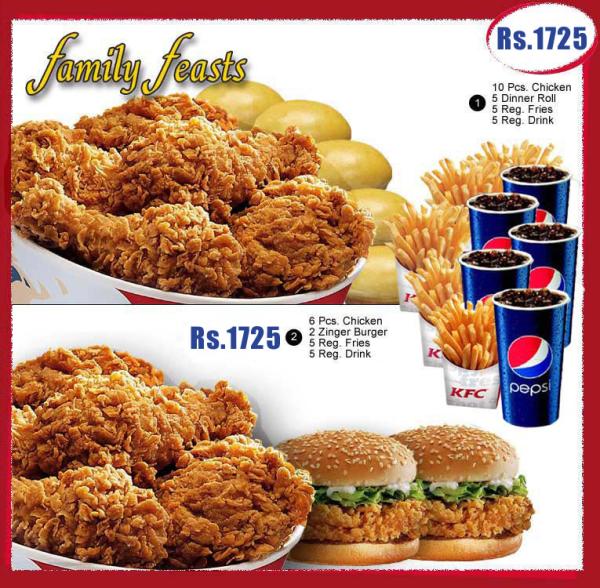 family feasts
Rs.1725
1
10 Pcs. Chicken
5 Dinner Roll
5 Reg. Fries
5 Reg. Drink
Rs.1725
2
6 Pcs. Chicken
2 Zinger Burger
5 Reg. Fries
5 Reg. Drink
K
KFC
pepsi